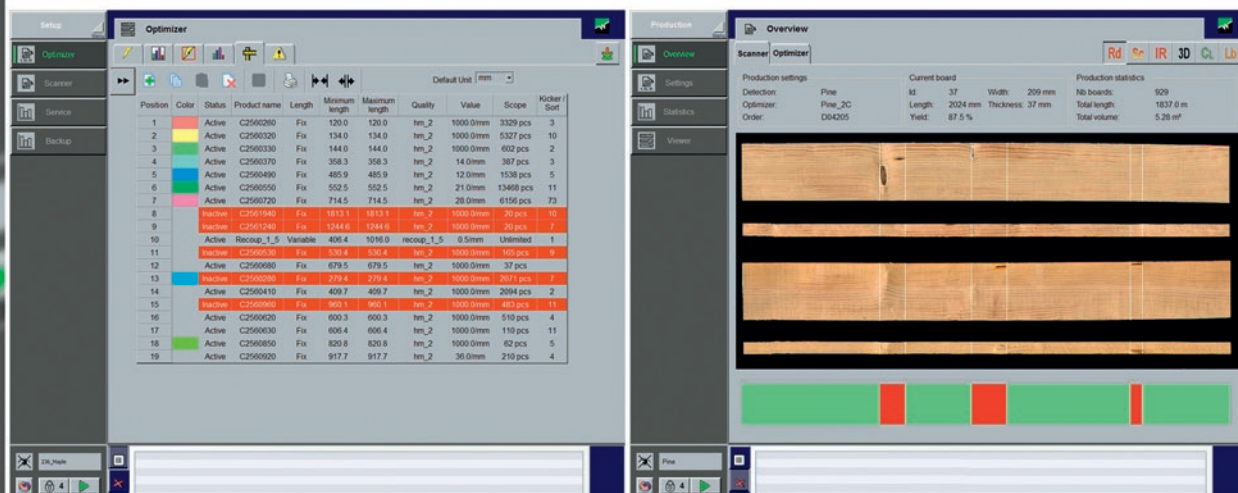 Setup
Optimizer
Optimizer
Scanner
Service
Backup
Default Unit mm
Position Color Status Product name Length Minimum length Maximum length Quality Value Scope Kicker / Sort
1 Active C2560260 Fix 120.0 120.0 hm_2 1000.0/mm 3329 pcs 3
2 Active C2560320 Fix 134.0 134.0 hm_2 1000.0/mm 5327 pcs 10
3 Active C2560330 Fix 144.0 144.0 hm_2 1000.0/mm 602 pcs 2
4 Active C2560370 Fix 358.3 358.3 hm_2 14.0/mm 387 pcs 3
5 Active C2560490 Fix 485.9 485.9 hm_2 12.0/mm 1538 pcs 5
6 Active C2560550 Fix 552.5 552.5 hm_2 21.0/mm 13468 pcs 11
7 Active C2560720 Fix 714.5 714.5 hm_2 28.0/mm 6156 pcs 73
8 Inactive C2561940 Fix 1813.1 1813.1 hm_2 1000.0/mm 20 pcs 10
9 Inactive C2561240 Fix 1244.6 1244.6 hm_2 1000.0/mm 20 pcs 7
10 Active Recoup_1_5 Variable 406.4 1016.0 recoup_1_5 0.5/mm Unlimited 1
11 Inactive C2560530 Fix 530.4 530.4 hm_2 1000.0/mm 165 pcs 9
12 Active C2560680 Fix 679.5 679.5 hm_2 1000.0/mm 37 pcs
13 Inactive C2560280 Fix 279.4 279.4 hm_2 1000.0/mm 2071 pcs 7
14 Active C2560410 Fix 409.7 409.7 hm_2 1000.0/mm 2094 pcs 2
15 Inactive C2560960 Fix 960.1 960.1 hm_2 1000.0/mm 483 pcs 11
16 Active C2560620 Fix 600.3 600.3 hm_2 1000.0/mm 510 pcs 4
17 Active C2560630 Fix 606.4 606.4 hm_2 1000.0/mm 110 pcs 11
18 Active C2560850 Fix 820.8 820.8 hm_2 1000.0/mm 62 pcs 5
19 Active C2560920 Fix 917.7 917.7 hm_2 36.0/mm 210 pcs 4
4
Production
Overview
Overview
Settings
Statistics
Viewer
Scanner Optimizer
Rd Sc IR 3D CL Lb
Production settings
Detection: Pine
Optimizer: Pine_2C
Order: D04205
Current board
Id: 37 Width: 209 mm
Length: 2024 mm Thickness: 37 mm
Yield: 87.5 %
Production statistics
Nb boards: 929
Total length: 1837.0 m
Total volume: 5.28 m³
Pine
4